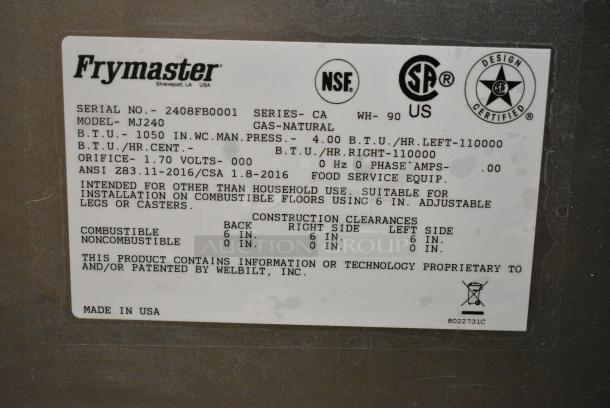 Frymaster
Shreveport, LA USA
NSF®
SA®
US
DESIGN
CERTIFIED ®
SERIAL NO.- 2408FB0001 SERIES- CA WH- 90
MODEL- MJ240 GAS-NATURAL
B.T.U.- 1050 IN.WC.MAN.PRESS.- 4.00 B.T.U./HR.LEFT-110000
B.T.U./HR.CENT.- B.T.U./HR.RIGHT-110000
ORIFICE- 1.70 VOLTS- 000 0 Hz 0 PHASE AMPS- .00
ANSI Z83.11-2016/CSA 1.8-2016 FOOD SERVICE EQUIP.
INTENDED FOR OTHER THAN HOUSEHOLD USE. SUITABLE FOR
INSTALLATION ON COMBUSTIBLE FLOORS USING 6 IN. ADJUSTABLE
LEGS OR CASTERS.
CONSTRUCTION CLEARANCES
BACK RIGHT SIDE LEFT SIDE
COMBUSTIBLE 6 IN. 6 IN. 6 IN.
NONCOMBUSTIBLE 0 IN. 0 IN. 0 IN.
AUCTION GROUP
THIS PRODUCT CONTAINS INFORMATION OR TECHNOLOGY PROPRIETARY TO
AND/OR PATENTED BY WELBILT, INC.
MADE IN USA
8022731C